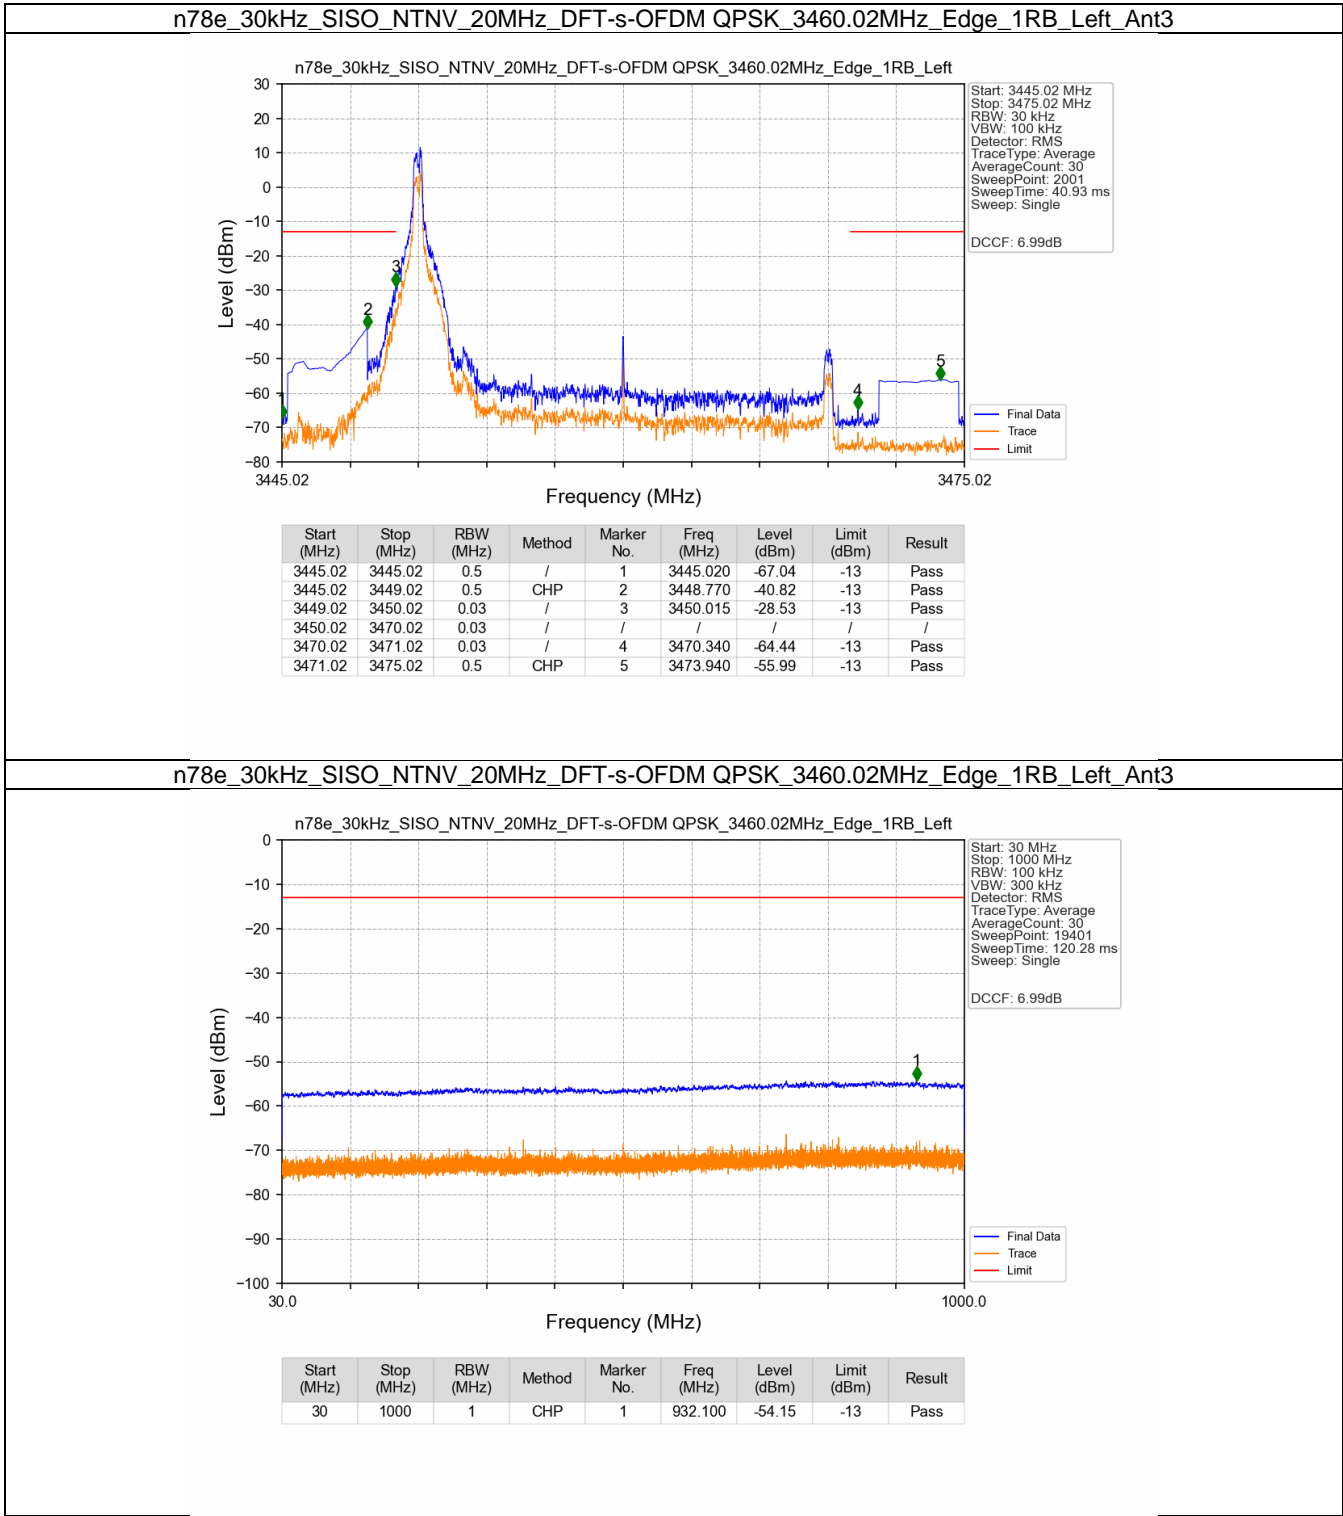 n78e_30kHz_SISO_NTNV_20MHz_DFT-s-OFDM QPSK_3460.02MHz_Edge_1RB_Left_Ant3
n78e_30kHz_SISO_NTNV_20MHz_DFT-s-OFDM QPSK_3460.02MHz_Edge_1RB_Left
30
20
10
0
−10
−20
−30
−40
−50
−60
−70
−80
Level (dBm)
1
2
3
4
5
3445.02
3475.02
Frequency (MHz)
Start: 3445.02 MHz
Stop: 3475.02 MHz
RBW: 30 kHz
VBW: 100 kHz
Detector: RMS
TraceType: Average
AverageCount: 30
SweepPoint: 2001
SweepTime: 40.93 ms
Sweep: Single
DCCF: 6.99dB
Final Data
Trace
Limit
Start (MHz) Stop (MHz) RBW (MHz) Method Marker No. Freq (MHz) Level (dBm) Limit (dBm) Result
3445.02 3445.02 0.5 / 1 3445.020 -67.04 -13 Pass
3445.02 3449.02 0.5 CHP 2 3448.770 -40.82 -13 Pass
3449.02 3450.02 0.03 / 3 3450.015 -28.53 -13 Pass
3450.02 3470.02 0.03 / / / / / /
3470.02 3471.02 0.03 / 4 3470.340 -64.44 -13 Pass
3471.02 3475.02 0.5 CHP 5 3473.940 -55.99 -13 Pass
n78e_30kHz_SISO_NTNV_20MHz_DFT-s-OFDM QPSK_3460.02MHz_Edge_1RB_Left_Ant3
n78e_30kHz_SISO_NTNV_20MHz_DFT-s-OFDM QPSK_3460.02MHz_Edge_1RB_Left
0
−10
−20
−30
−40
−50
−60
−70
−80
−90
−100
Level (dBm)
1
30.0
1000.0
Frequency (MHz)
Start: 30 MHz
Stop: 1000 MHz
RBW: 100 kHz
VBW: 300 kHz
Detector: RMS
TraceType: Average
AverageCount: 30
SweepPoint: 19401
SweepTime: 120.28 ms
Sweep: Single
DCCF: 6.99dB
Final Data
Trace
Limit
Start (MHz) Stop (MHz) RBW (MHz) Method Marker No. Freq (MHz) Level (dBm) Limit (dBm) Result
30 1000 1 CHP 1 932.100 -54.15 -13 Pass